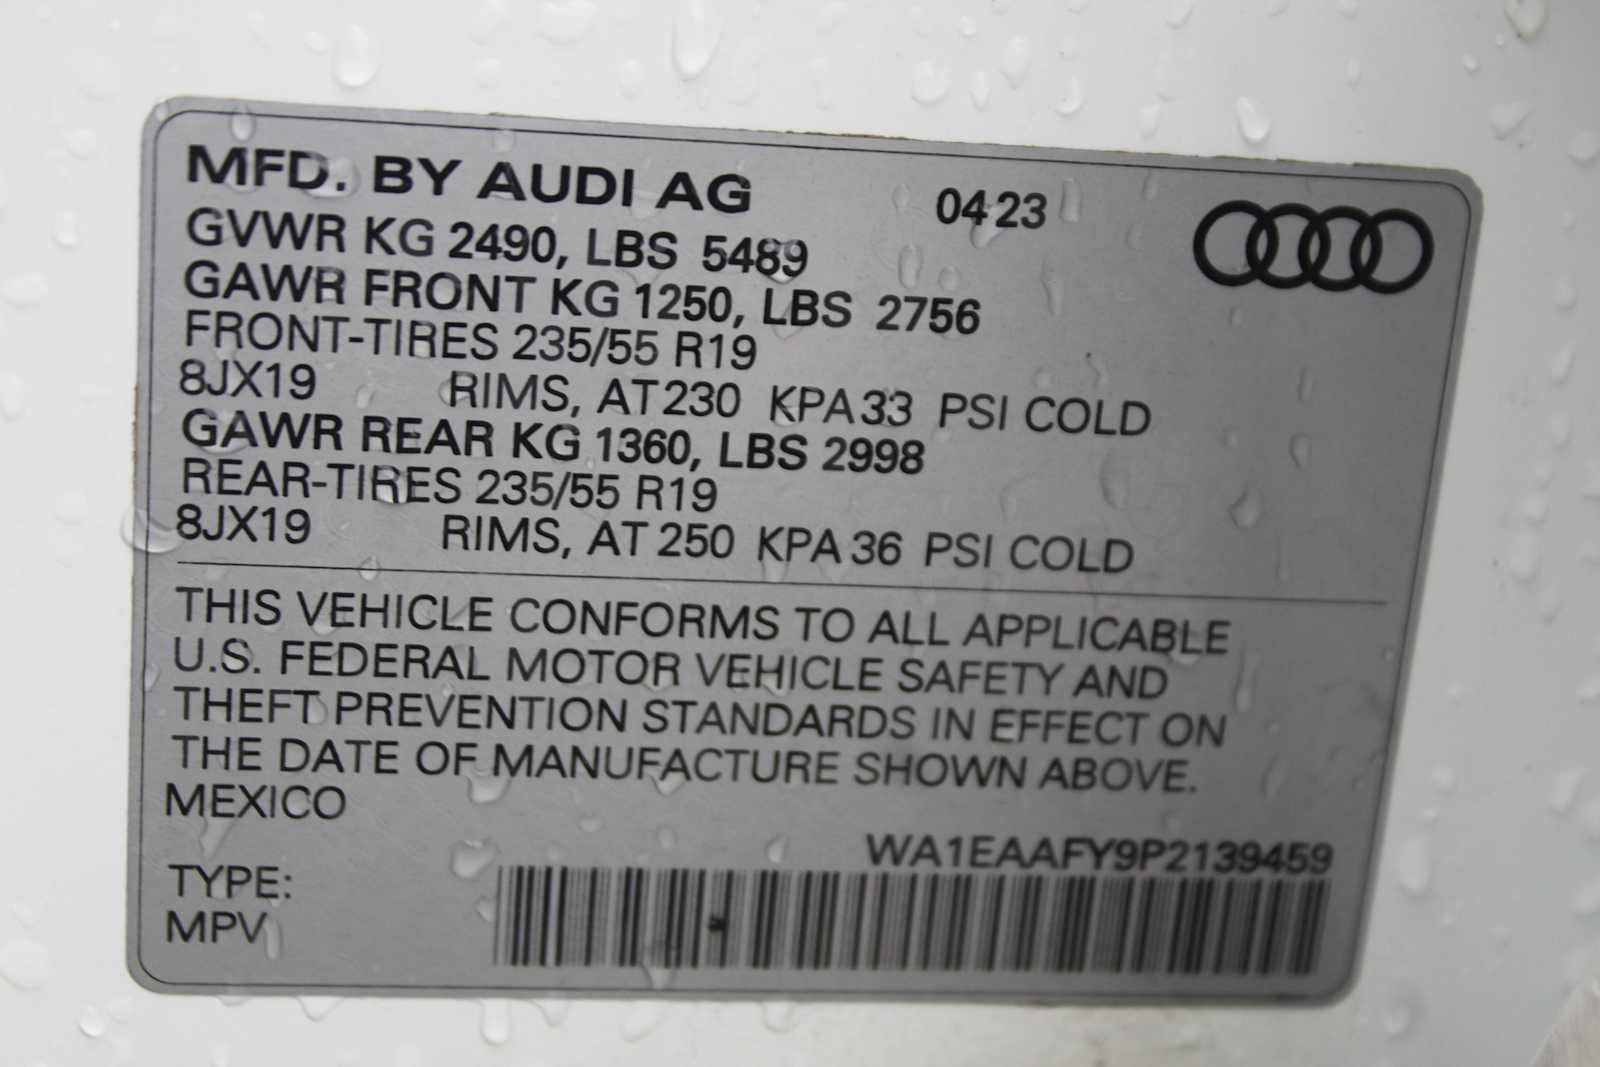 MFD. BY AUDI AG 04 23
GVWR KG 2490, LBS 5489
GAWR FRONT KG 1250, LBS 2756
FRONT-TIRES 235/55 R19
8JX19 RIMS, AT 230 KPA 33 PSI COLD
GAWR REAR KG 1360, LBS 2998
REAR-TIRES 235/55 R19
8JX19 RIMS, AT 250 KPA 36 PSI COLD
THIS VEHICLE CONFORMS TO ALL APPLICABLE
U.S. FEDERAL MOTOR VEHICLE SAFETY AND
THEFT PREVENTION STANDARDS IN EFFECT ON
THE DATE OF MANUFACTURE SHOWN ABOVE.
MEXICO
WA1EAAFY9P2139459
TYPE:
MPV